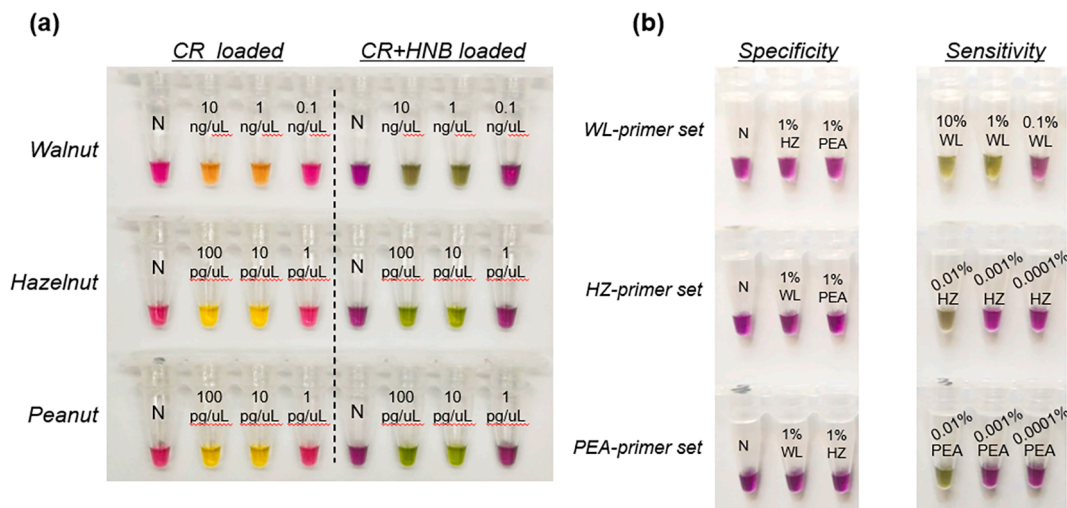 (a)
CR loaded
CR+HNB loaded
Walnut
N
10
ng/uL
1
ng/uL
0.1
ng/uL
N
10
ng/uL
1
ng/uL
0.1
ng/uL
Hazelnut
N
100
pg/uL
10
pg/uL
1
pg/uL
N
100
pg/uL
10
pg/uL
1
pg/uL
Peanut
N
100
pg/uL
10
pg/uL
1
pg/uL
N
100
pg/uL
10
pg/uL
1
pg/uL
(b)
Specificity
Sensitivity
WL-primer set
N
1%
HZ
1%
PEA
10%
WL
1%
WL
0.1%
WL
HZ-primer set
N
1%
WL
1%
PEA
0.01%
HZ
0.001%
HZ
0.0001%
HZ
PEA-primer set
N
1%
WL
1%
HZ
0.01%
PEA
0.001%
PEA
0.0001%
PEA